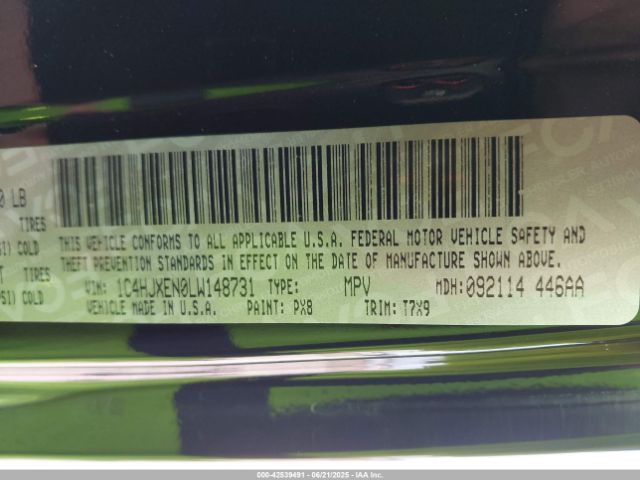 0 LB
TIRES
SI) COLD
T TIRES
PSI) COLD
THIS VEHICLE CONFORMS TO ALL APPLICABLE U.S.A. FEDERAL MOTOR VEHICLE SAFETY AND
THEFT PREVENTION STANDARDS IN EFFECT ON THE DATE OF MANUFACTURE SHOWN ABOVE.
VIN: 1C4HJXEN0LW148731 TYPE: MPV MDH:092114 446AA
VEHICLE MADE IN U.S.A. PAINT: PX8 TRIM: T7X9
000-42539491 - 06/21/2025 - IAA Inc.